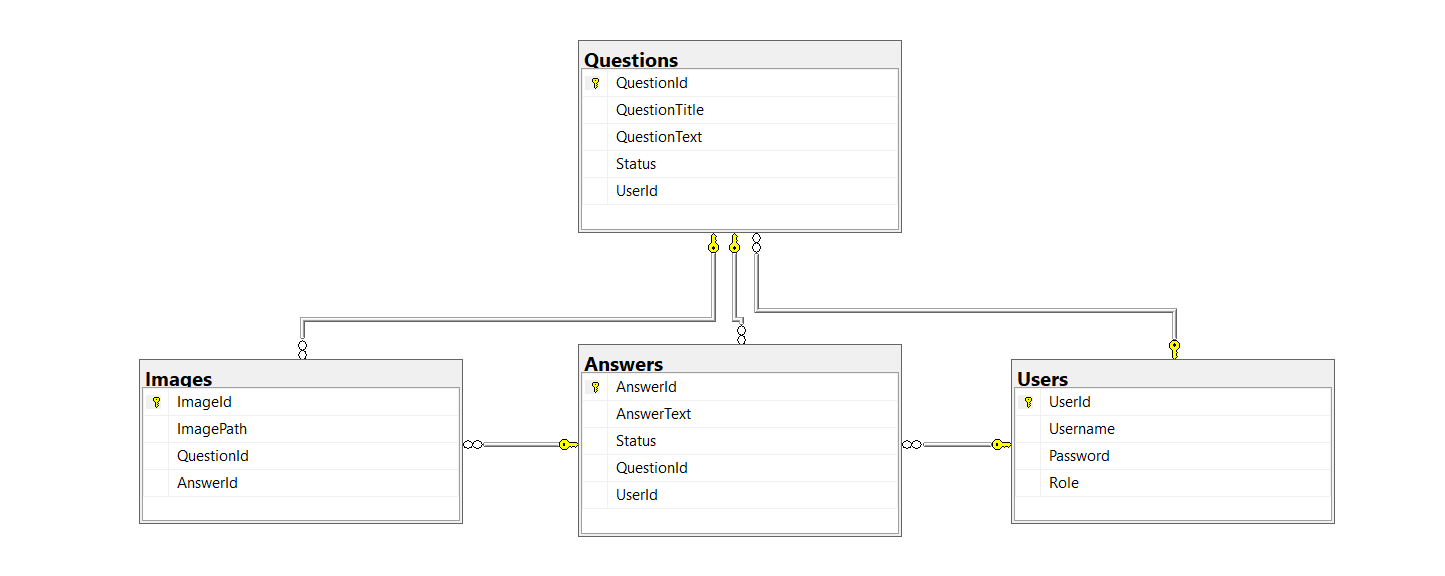 Questions
QuestionId
QuestionTitle
QuestionText
Status
UserId
Images
ImageId
ImagePath
QuestionId
AnswerId
Answers
AnswerId
AnswerText
Status
QuestionId
UserId
Users
UserId
Username
Password
Role